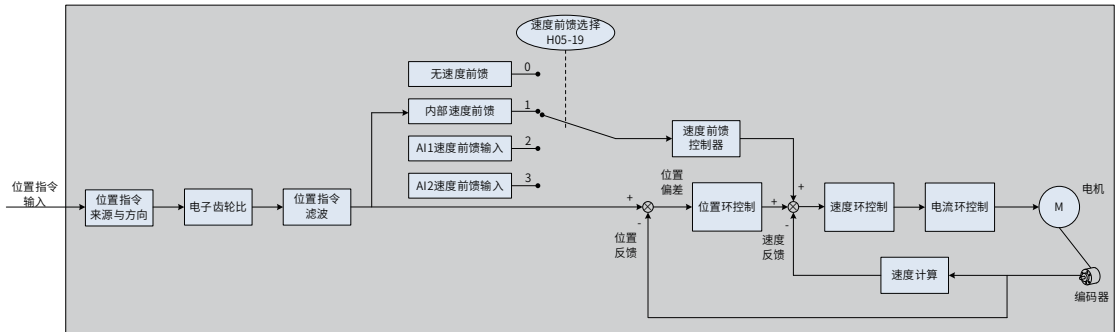 速度前馈选择
H05-19
无速度前馈
0
内部速度前馈
1
AI1速度前馈输入
2
AI2速度前馈输入
3
速度前馈
控制器
位置指令
输入
位置指令
来源与方向
电子齿轮比
位置指令
滤波
+
-
位置
偏差
位置
反馈
位置环控制
+
+
-
速度
反馈
速度环控制
电流环控制
电机
M
速度计算
编码器